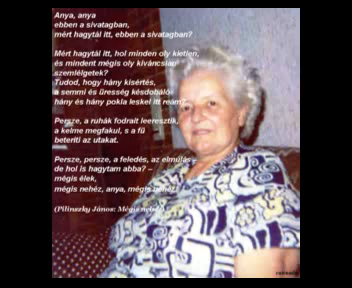 Anya, anya
ebben a sivatagban,
mért hagytál itt, ebben a sivatagban?
Mért hagytál itt, hol minden oly kietlen,
és mindent mégis oly kiváncsian
szemlélgetek?
Tudod, hogy hány kisértés,
a semmi és üresség késdobáló
hány és hány pokla leskel itt reám?
Persze, a ruhák fodrait leeresztik,
a kelme megfakul, s a fű
beteríti az utakat.
Persze, persze, a feledés, az elmúlás –
de hol is hagytam abba? –
mégis élek,
mégis nehéz, anya, mégis nehéz!
(Pilinszky János: Mégis nehéz)